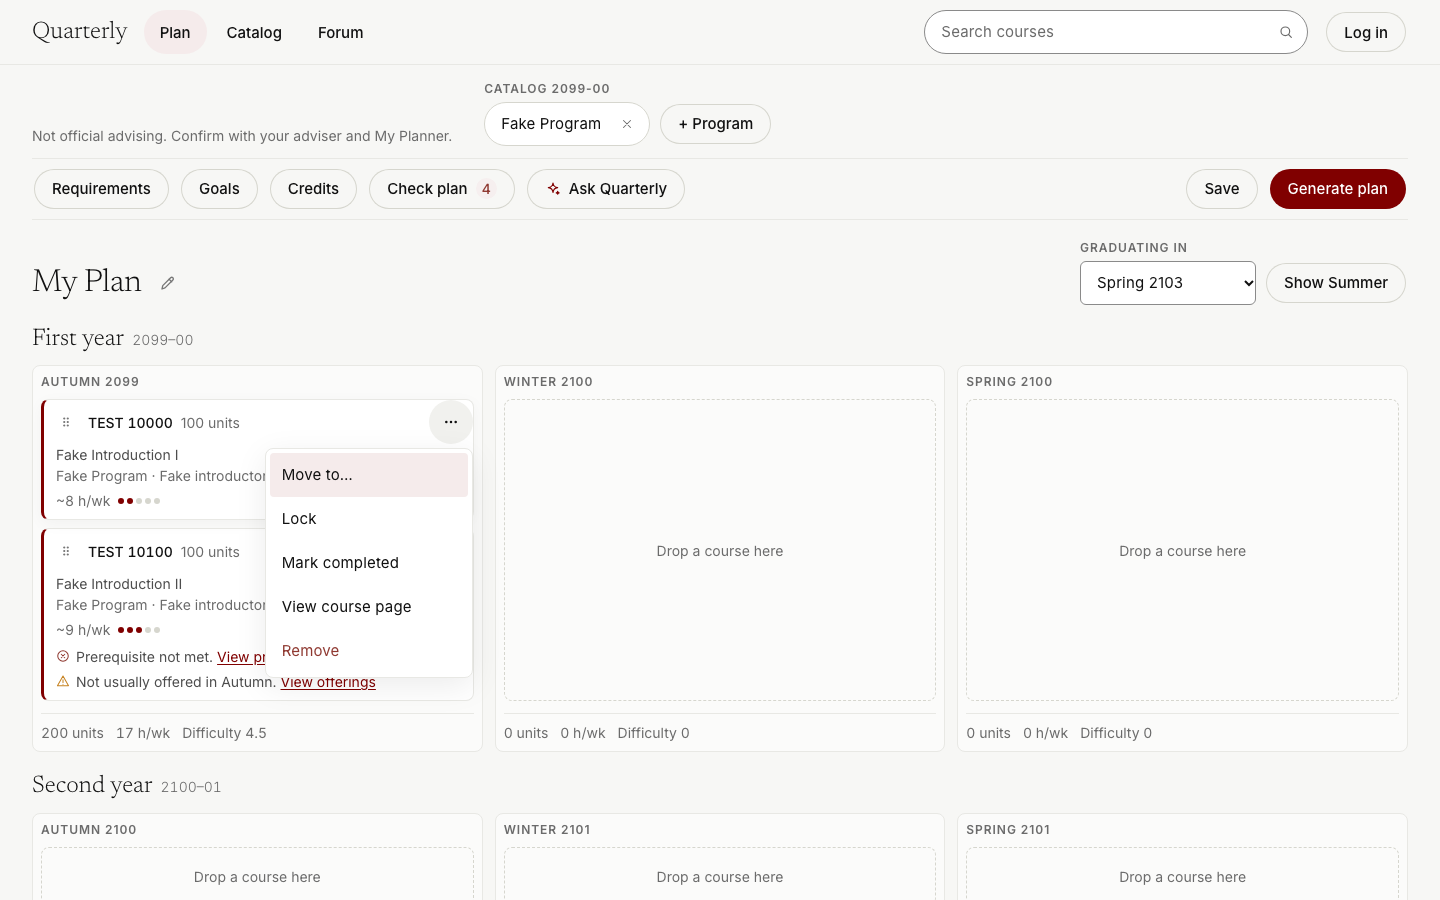 Quarterly
Plan
Catalog
Forum
Search courses
Log in
Not official advising. Confirm with your adviser and My Planner.
CATALOG 2099-00
Fake Program
+ Program
Requirements
Goals
Credits
Check plan 4
Ask Quarterly
Save
Generate plan
My Plan
GRADUATING IN
Spring 2103
Show Summer
First year 2099–00
AUTUMN 2099
TEST 10000 100 units
Fake Introduction I
Fake Program · Fake introductor
~8 h/wk
Move to...
Lock
Mark completed
View course page
Remove
TEST 10100 100 units
Fake Introduction II
Fake Program · Fake introductor
~9 h/wk
Prerequisite not met. View pr
Not usually offered in Autumn. View offerings
200 units 17 h/wk Difficulty 4.5
WINTER 2100
Drop a course here
0 units 0 h/wk Difficulty 0
SPRING 2100
Drop a course here
0 units 0 h/wk Difficulty 0
Second year 2100–01
AUTUMN 2100
Drop a course here
WINTER 2101
Drop a course here
SPRING 2101
Drop a course here